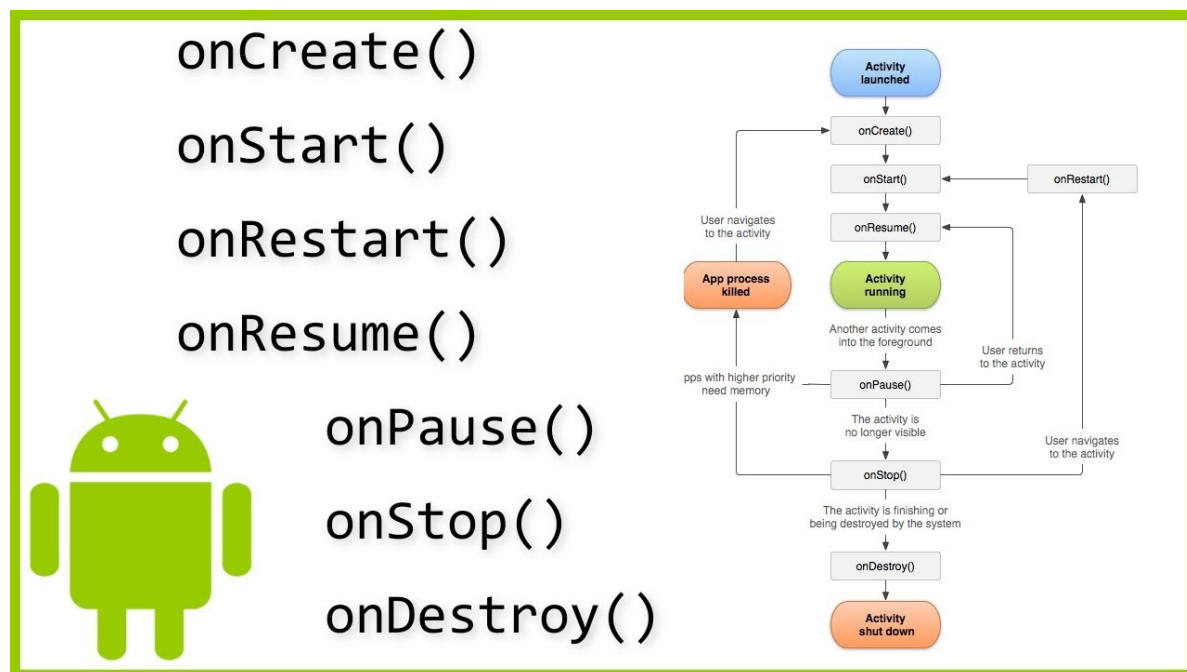 onCreate()
onStart()
onRestart()
onResume()
onPause()
onStop()
onDestroy()
Activity
launched
onCreate()
onStart()
onRestart()
User navigates
to the activity
onResume()
App process
killed
Activity
running
Another activity comes
into the foreground
User returns
to the activity
pps with higher priority
need memory
onPause()
The activity is
no longer visible
User navigates
to the activity
onStop()
The activity is finishing or
being destroyed by the system
onDestroy()
Activity
shut down